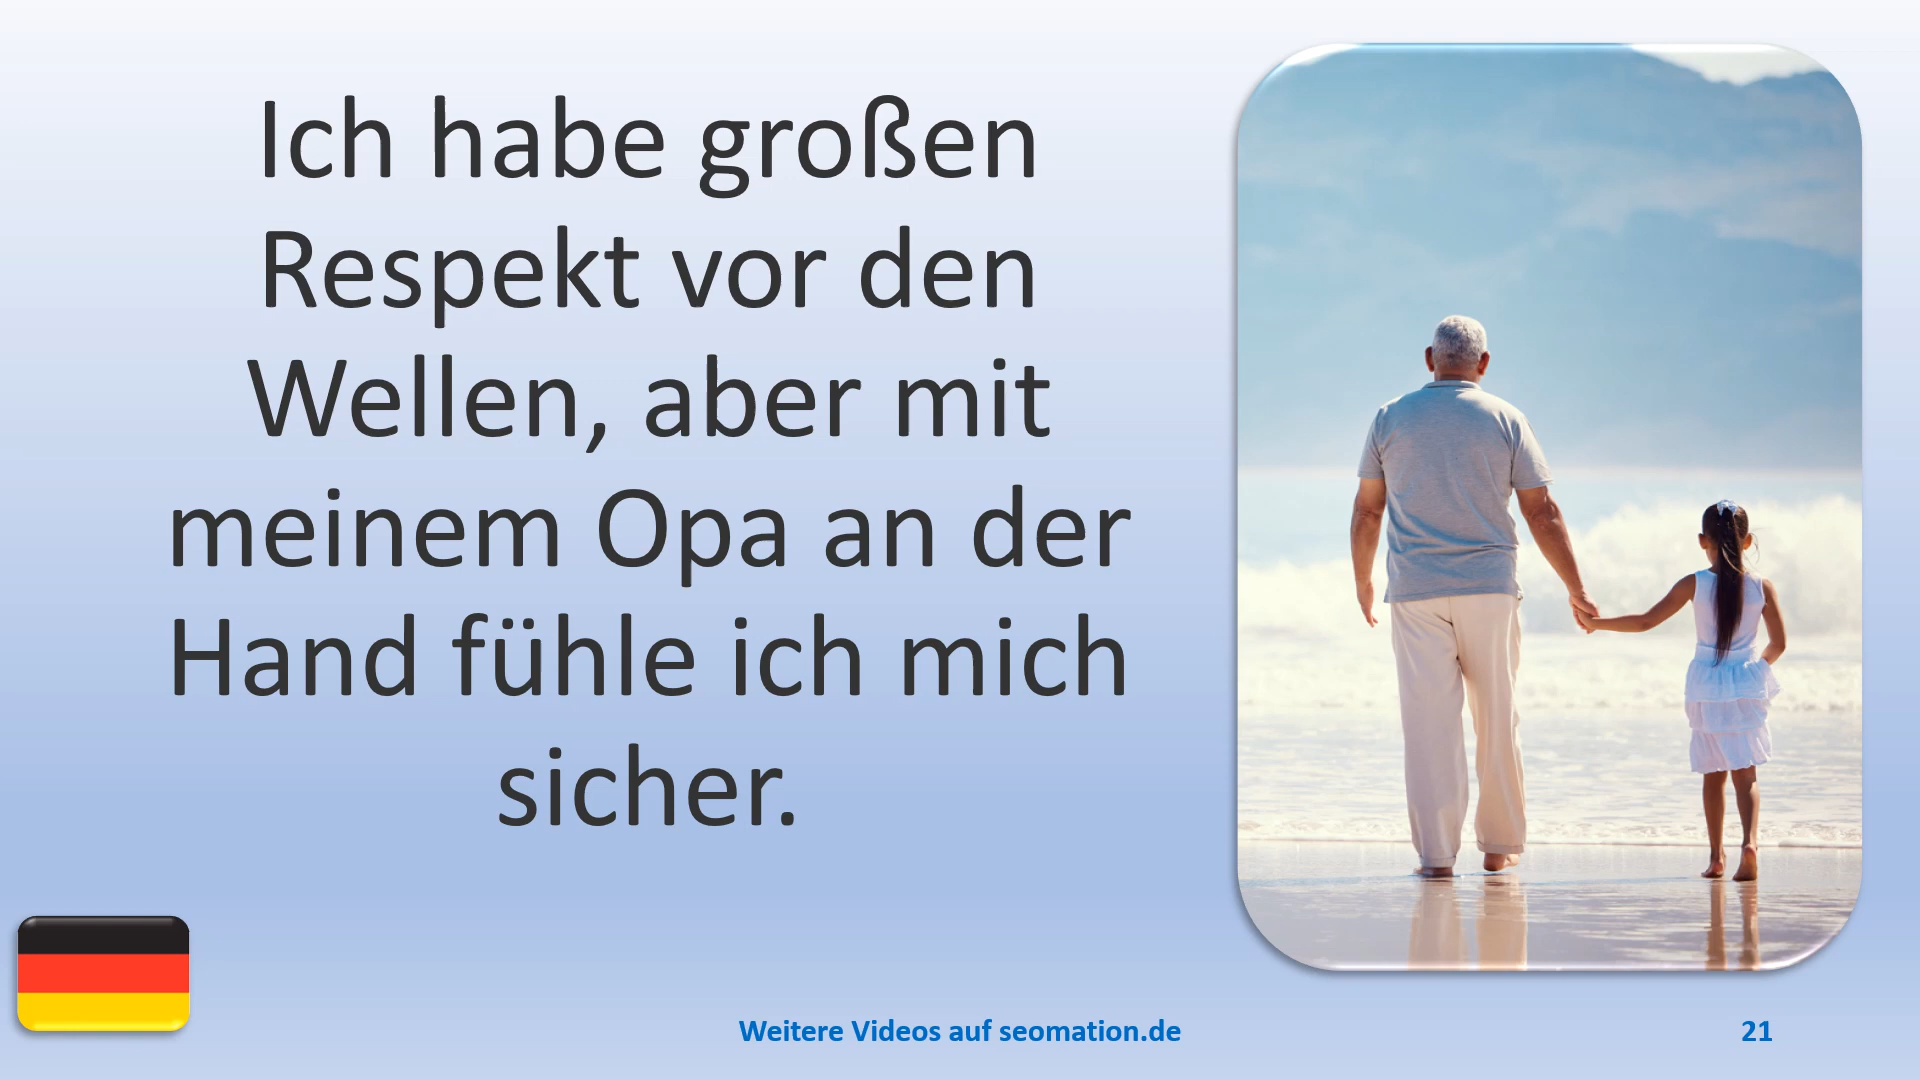 Ich habe großen
Respekt vor den
Wellen, aber mit
meinem Opa an der
Hand fühle ich mich
sicher.
Weitere Videos auf seomation.de
21